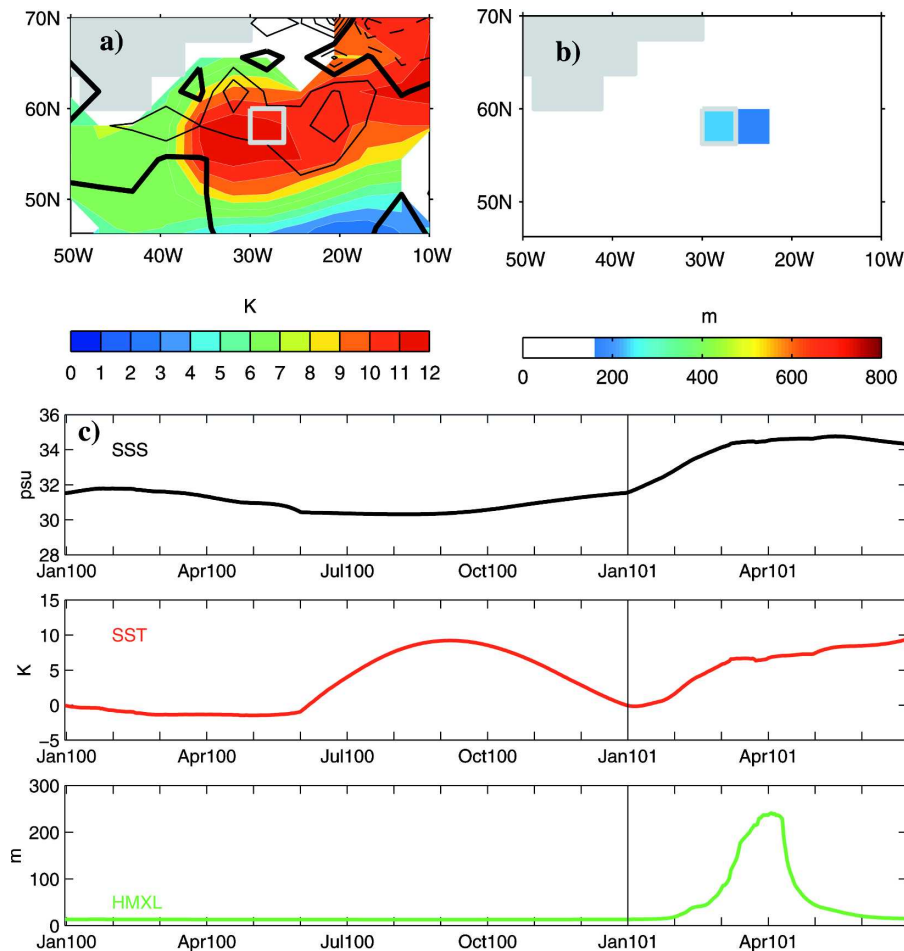 a)
70N
60N
50N
50W 40W 30W 20W 10W
b)
70N
60N
50N
50W 40W 30W 20W 10W
K
0 1 2 3 4 5 6 7 8 9 10 11 12
m
0 200 400 600 800
c)
SSS
psu
36
34
32
30
28
Jan100 Apr100 Jul100 Oct100 Jan101 Apr101
SST
K
15
10
5
0
−5
Jan100 Apr100 Jul100 Oct100 Jan101 Apr101
HMXL
m
300
200
100
0
Jan100 Apr100 Jul100 Oct100 Jan101 Apr101